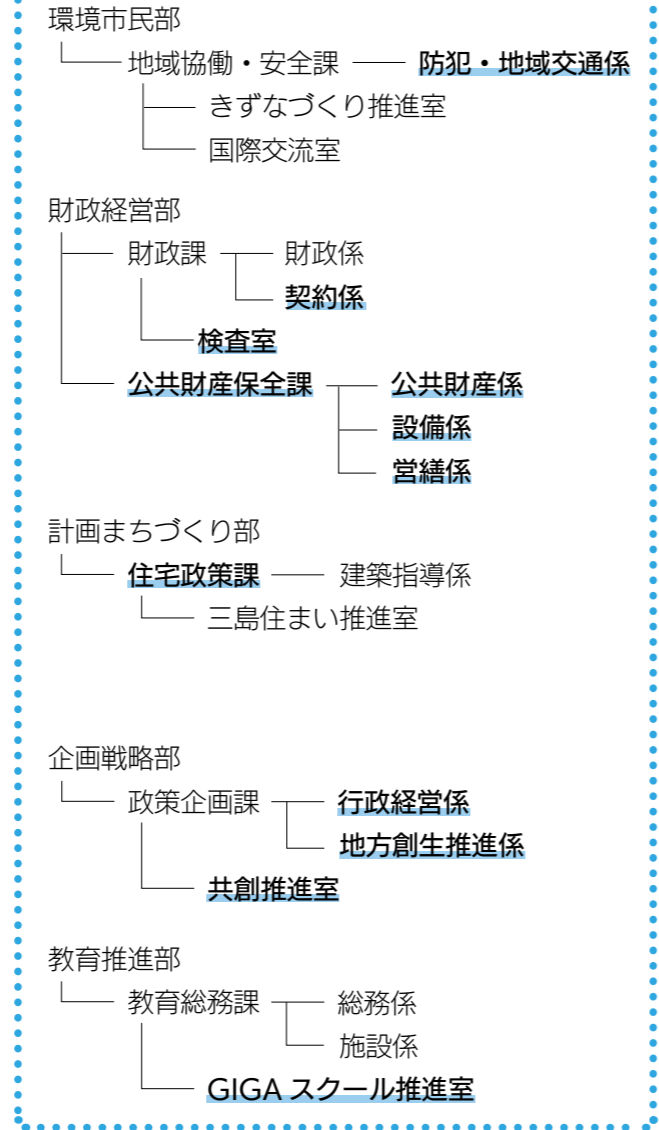 環境市民部
地域協働・安全課 防犯・地域交通係
きずなづくり推進室
国際交流室
財政経営部
財政課 財政係
契約係
検査室
公共財産保全課 公共財産係
設備係
営繕係
計画まちづくり部
住宅政策課 建築指導係
三島住まい推進室
企画戦略部
政策企画課 行政経営係
地方創生推進係
共創推進室
教育推進部
教育総務課 総務係
施設係
GIGA スクール推進室